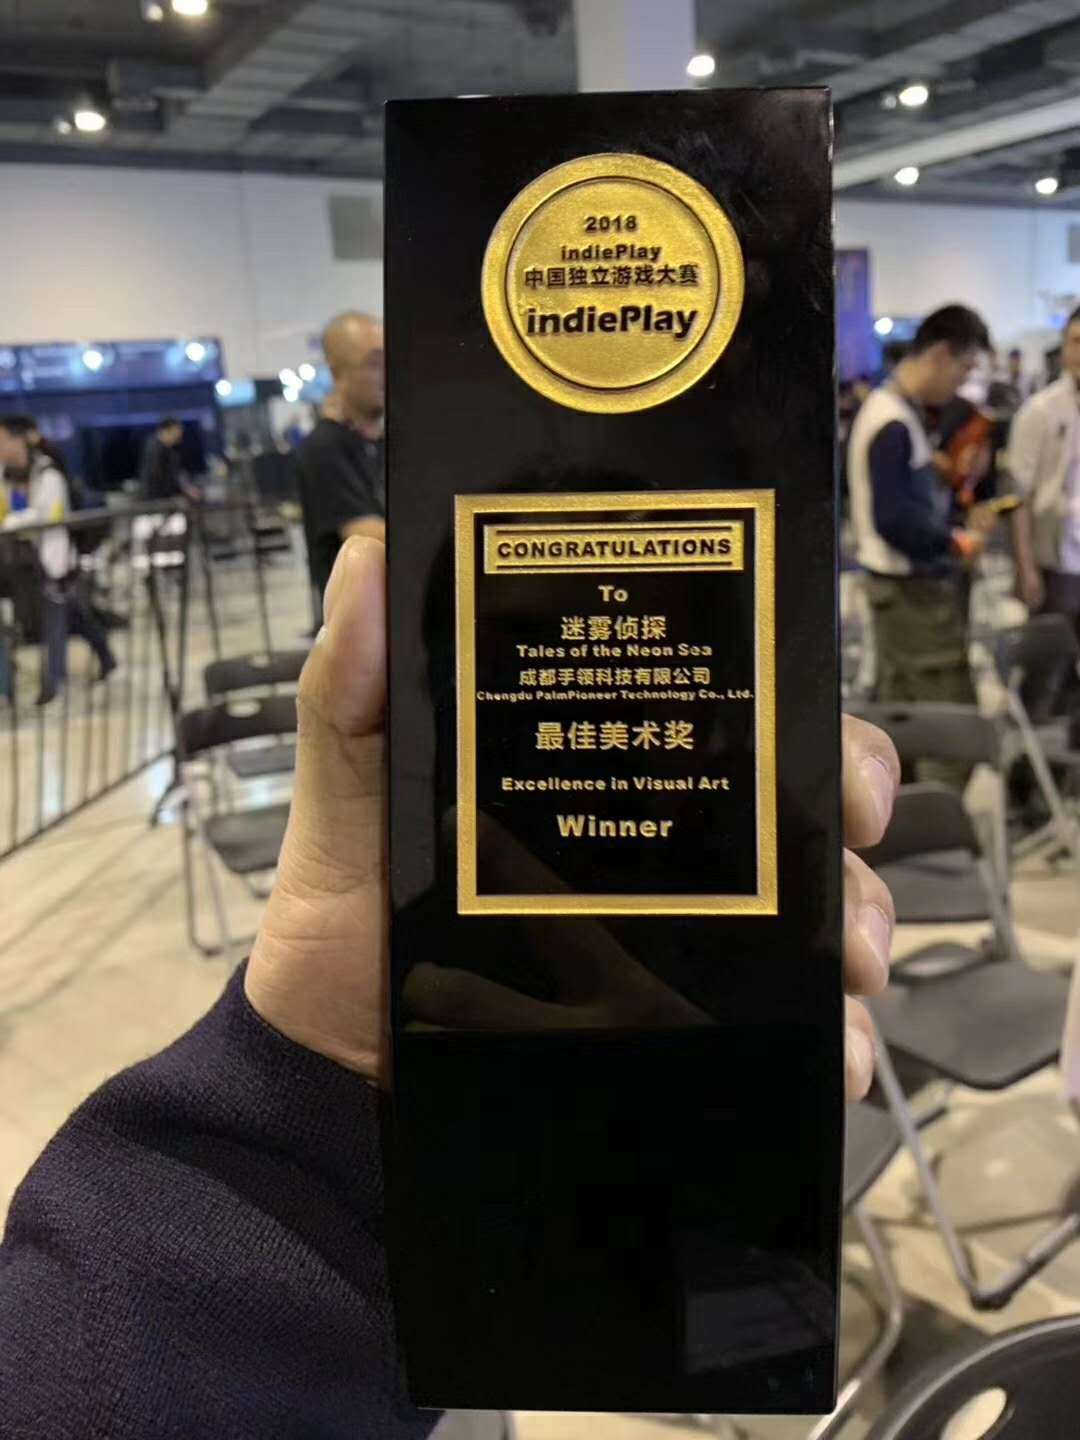 2018
indiePlay
中国独立游戏大赛
indiePlay
CONGRATULATIONS
To
迷雾侦探
Tales of the Neon Sea
成都手领科技有限公司
Chengdu PalmPioneer Technology Co., Ltd.
最佳美术奖
Excellence in Visual Art
Winner